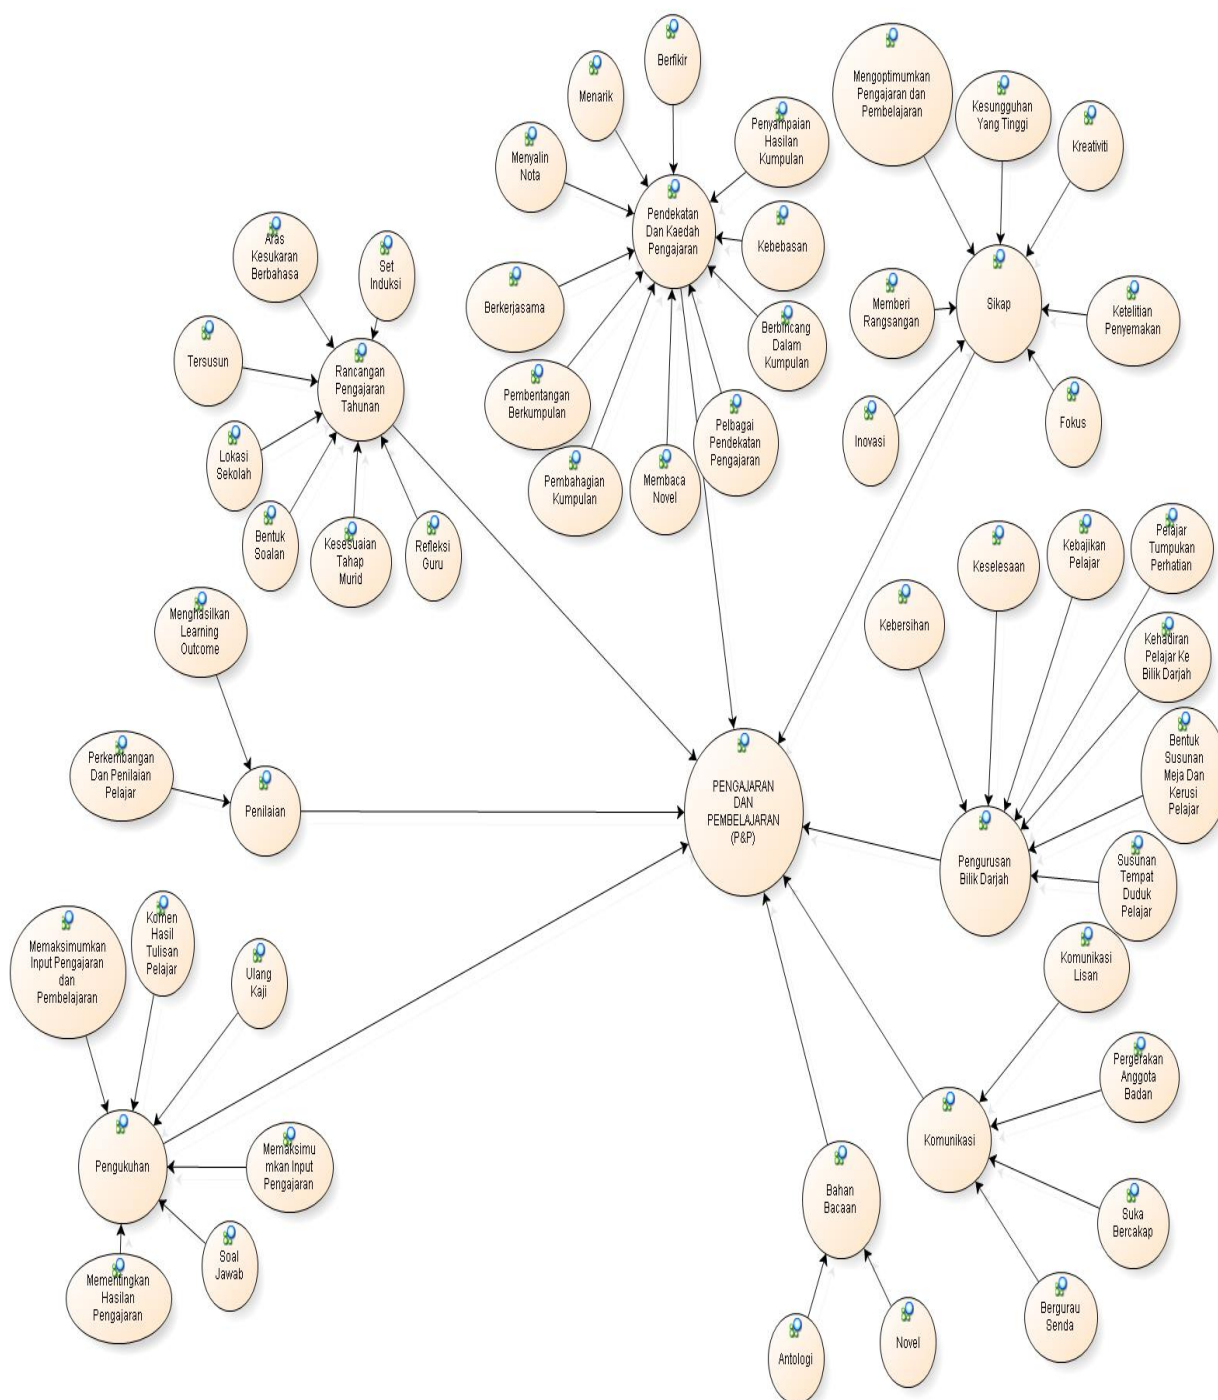 Berfikir
Menarik
Menyalin
Nota
Penyampaian
Hasilan
Kumpulan
Pendekatan
Dan Kaedah
Pengajaran
Kebebasan
Berkerjasama
Berbincang
Dalam
Kumpulan
Pembentangan
Berkumpulan
Pembahagian
Kumpulan
Membaca
Novel
Pelbagai
Pendekatan
Pengajaran
Mengoptimumkan
Pengajaran dan
Pembelajaran
Kesungguhan
Yang Tinggi
Kreativiti
Sikap
Memberi
Rangsangan
Ketelitian
Penyemakan
Inovasi
Fokus
Aras
Kesukaran
Berbahasa
Set
Induksi
Tersusun
Rancangan
Pengajaran
Tahunan
Lokasi
Sekolah
Bentuk
Soalan
Kesesuaian
Tahap
Murid
Refleksi
Guru
Menghasilkan
Learning
Outcome
Perkembangan
Dan Penilaian
Pelajar
Penilaian
PENGAJARAN
DAN
PEMBELAJARAN
(P&P)
Kebersihan
Keselesaan
Kebajikan
Pelajar
Pelajar
Tumpukan
Perhatian
Kehadiran
Pelajar Ke
Bilik Darjah
Bentuk
Susunan
Meja Dan
Kerusi
Pelajar
Pengurusan
Bilik Darjah
Susunan
Tempat
Duduk
Pelajar
Memaksimumkan
Input Pengajaran
dan
Pembelajaran
Komen
Hasil
Tulisan
Pelajar
Ulang
Kaji
Pengukuhan
Memaksimu
mkan Input
Pengajaran
Soal
Jawab
Mementingkan
Hasilan
Pengajaran
Komunikasi
Lisan
Pergerakan
Anggota
Badan
Komunikasi
Suka
Bercakap
Bergurau
Senda
Bahan
Bacaan
Antologi
Novel